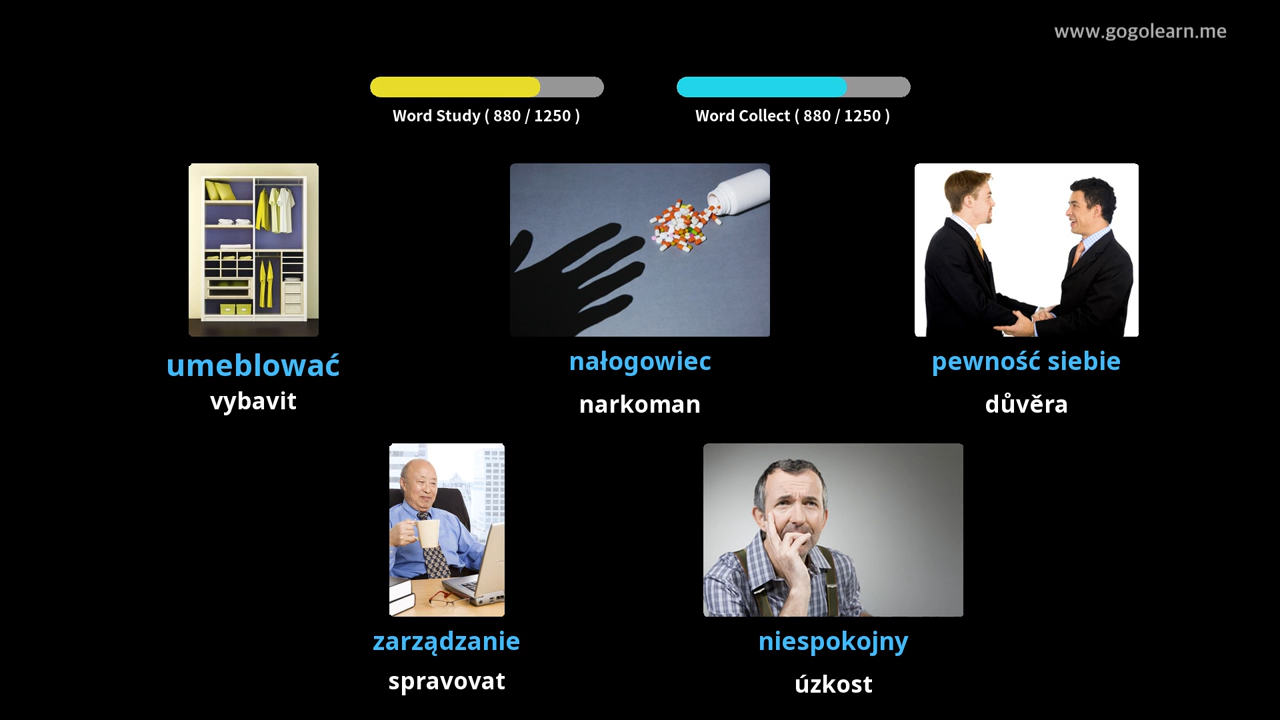 www.gogolearn.me
Word Study ( 880 / 1250 )
Word Collect ( 880 / 1250 )
umeblować
vybavit
nałogowiec
narkoman
pewność siebie
důvěra
zarządzanie
spravovat
niespokojny
úzkost